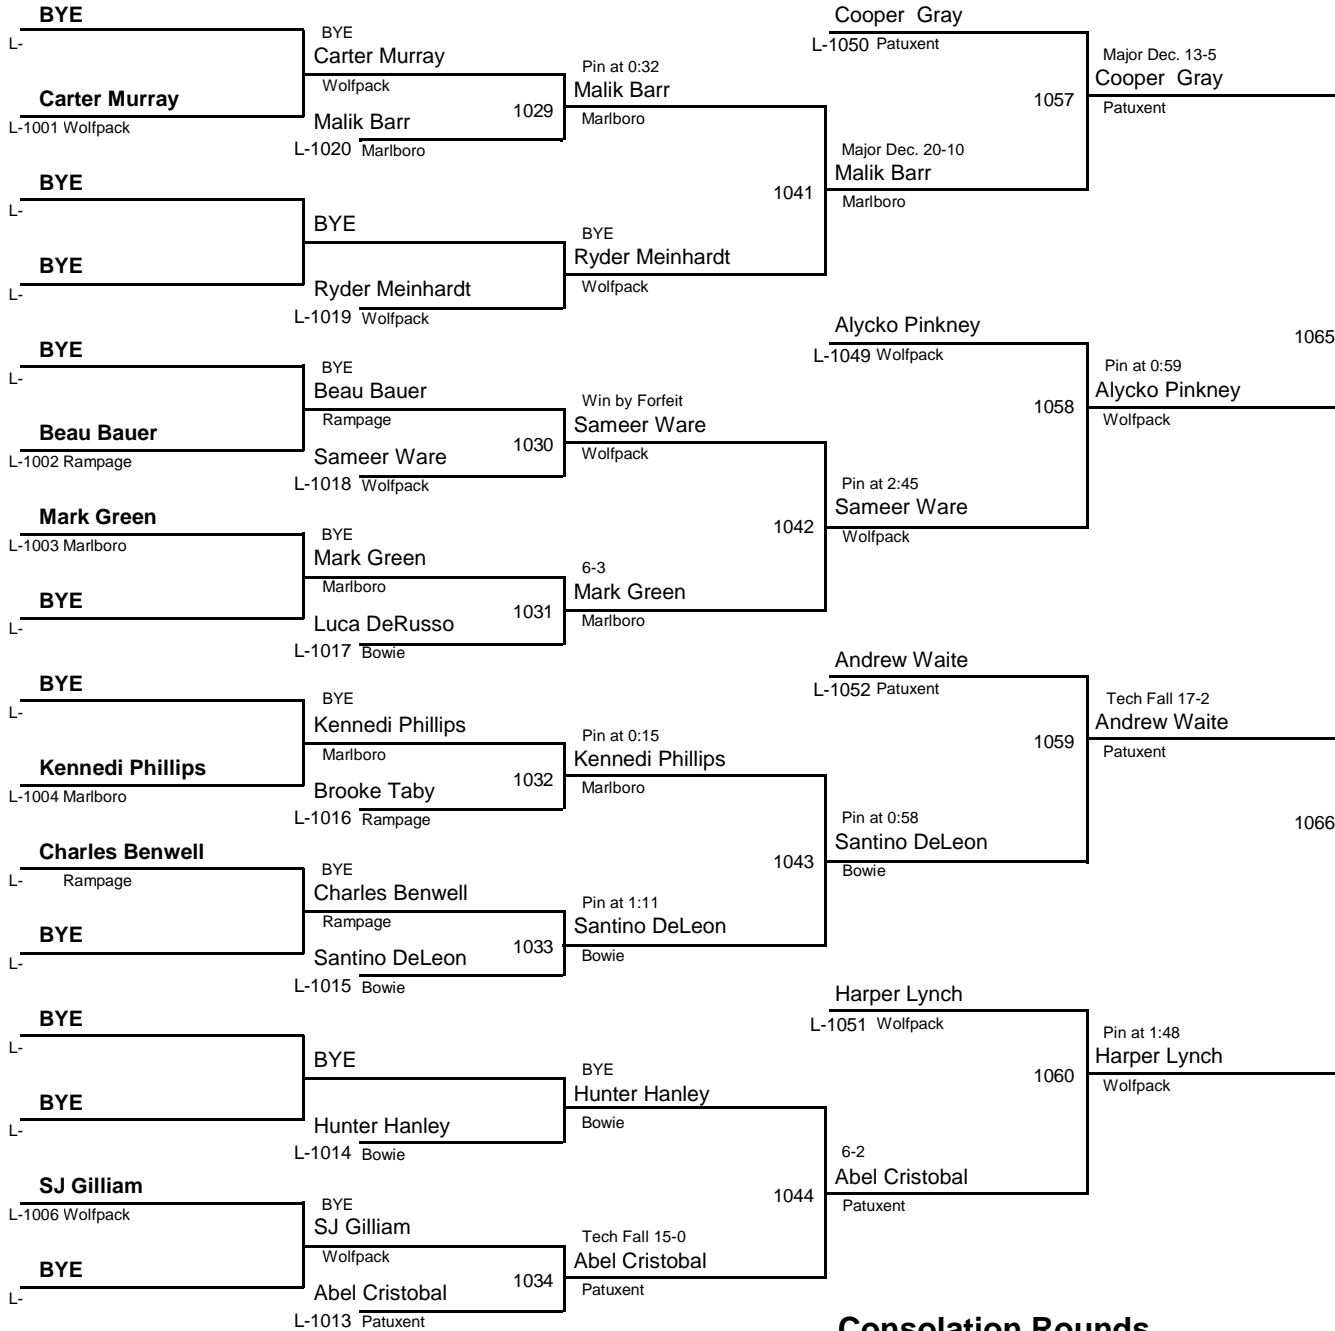 BYE
L-
Carter Murray
L-1001 Wolfpack
BYE
L-
BYE
L-
BYE
L-
Beau Bauer
L-1002 Rampage
Mark Green
L-1003 Marlboro
BYE
L-
BYE
L-
Kennedi Phillips
L-1004 Marlboro
Charles Benwell
L- Rampage
BYE
L-
BYE
L-
BYE
L-
SJ Gilliam
L-1006 Wolfpack
BYE
L-
BYE
Carter Murray
Wolfpack
1029
Malik Barr
L-1020 Marlboro
BYE
Ryder Meinhardt
L-1019 Wolfpack
BYE
Beau Bauer
Rampage
1030
Sameer Ware
L-1018 Wolfpack
BYE
Mark Green
Marlboro
1031
Luca DeRusso
L-1017 Bowie
BYE
Kennedi Phillips
Marlboro
1032
Brooke Taby
L-1016 Rampage
BYE
Charles Benwell
Rampage
1033
Santino DeLeon
L-1015 Bowie
BYE
Hunter Hanley
L-1014 Bowie
BYE
SJ Gilliam
Wolfpack
1034
Abel Cristobal
L-1013 Patuxent
Pin at 0:32
Malik Barr
Marlboro
1041
BYE
Ryder Meinhardt
Wolfpack
Win by Forfeit
Sameer Ware
Wolfpack
1042
6-3
Mark Green
Marlboro
Pin at 0:15
Kennedi Phillips
Marlboro
1043
Pin at 1:11
Santino DeLeon
Bowie
BYE
Hunter Hanley
Bowie
1044
Tech Fall 15-0
Abel Cristobal
Patuxent
Cooper Gray
L-1050 Patuxent
1057
Major Dec. 20-10
Malik Barr
Marlboro
Alycko Pinkney
L-1049 Wolfpack
1058
Pin at 2:45
Sameer Ware
Wolfpack
Andrew Waite
L-1052 Patuxent
1059
Pin at 0:58
Santino DeLeon
Bowie
Harper Lynch
L-1051 Wolfpack
1060
6-2
Abel Cristobal
Patuxent
Major Dec. 13-5
Cooper Gray
Patuxent
1065
Pin at 0:59
Alycko Pinkney
Wolfpack
Tech Fall 17-2
Andrew Waite
Patuxent
1066
Pin at 1:48
Harper Lynch
Wolfpack
Consolation Rounds